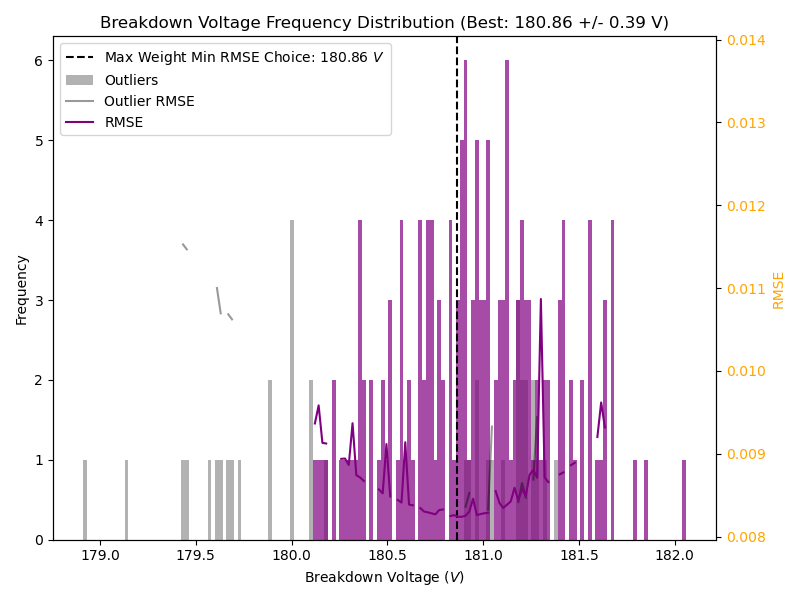 Breakdown Voltage Frequency Distribution (Best: 180.86 +/- 0.39 V)
Max Weight Min RMSE Choice: 180.86 V
Outliers
Outlier RMSE
RMSE
Frequency
6
5
4
3
2
1
0
0.014
0.013
0.012
0.011
0.010
0.009
0.008
RMSE
179.0 179.5 180.0 180.5 181.0 181.5 182.0
Breakdown Voltage (V)